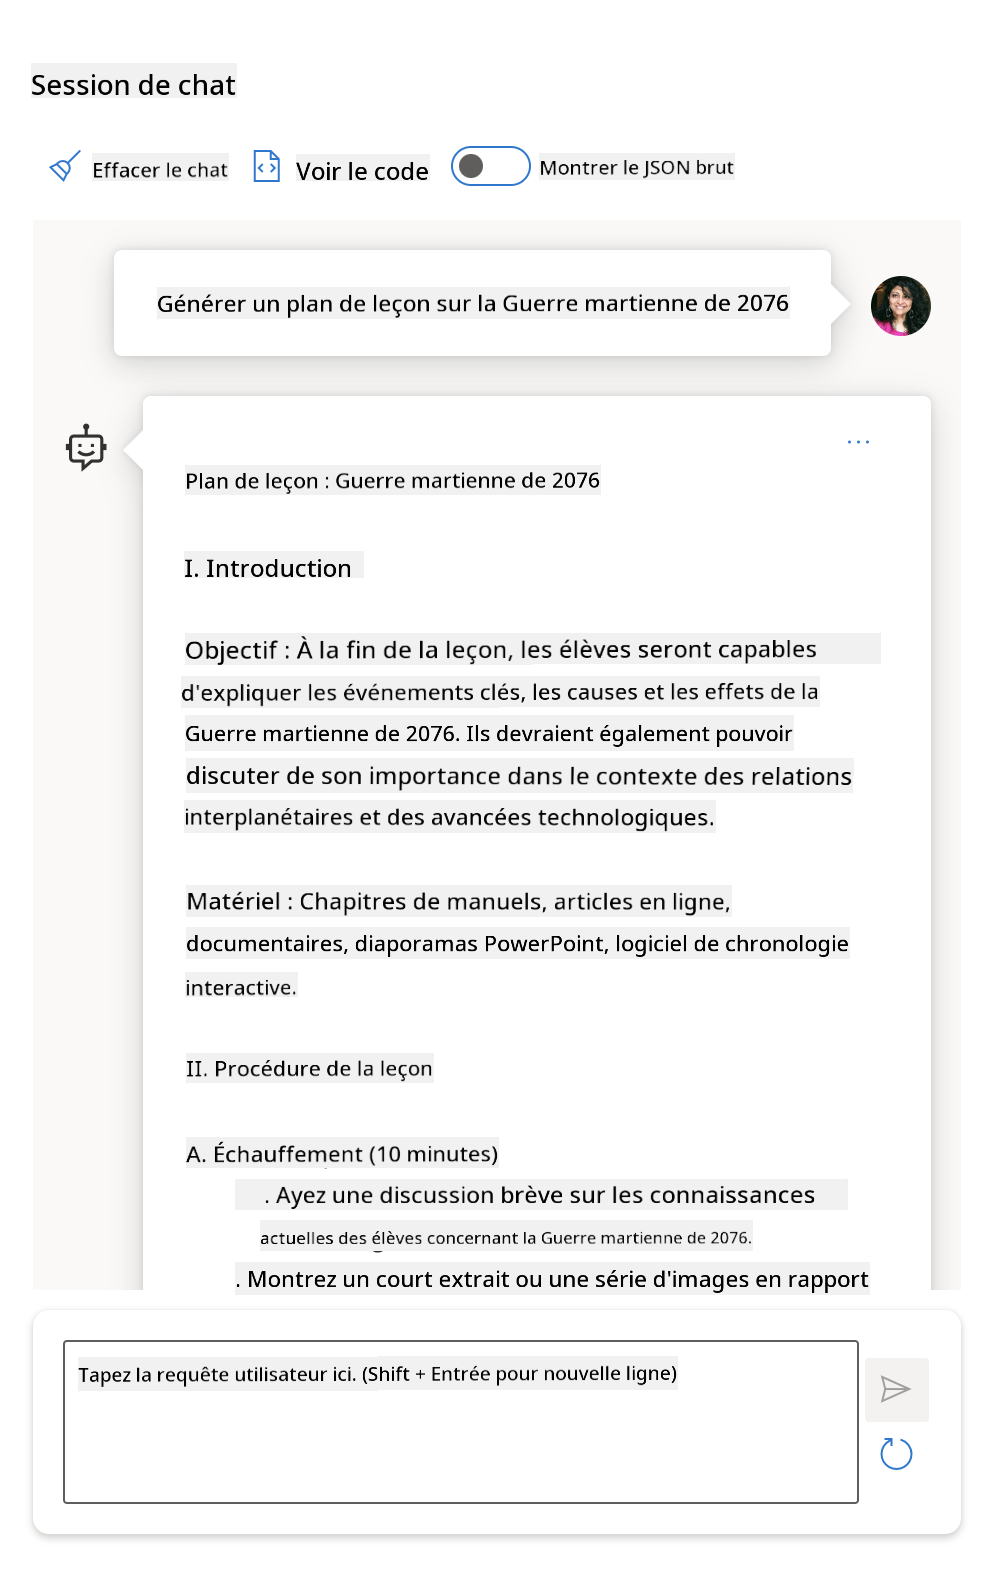 Session de chat
Effacer le chat
Voir le code
Montrer le JSON brut
Générer un plan de leçon sur la Guerre martienne de 2076
Plan de leçon : Guerre martienne de 2076
I. Introduction
Objectif : À la fin de la leçon, les élèves seront capables
d'expliquer les événements clés, les causes et les effets de la
Guerre martienne de 2076. Ils devraient également pouvoir
discuter de son importance dans le contexte des relations
interplanétaires et des avancées technologiques.
Matériel : Chapitres de manuels, articles en ligne,
documentaires, diaporamas PowerPoint, logiciel de chronologie
interactive.
II. Procédure de la leçon
A. Échauffement (10 minutes)
. Ayez une discussion brève sur les connaissances
actuelles des élèves concernant la Guerre martienne de 2076.
. Montrez un court extrait ou une série d'images en rapport
Tapez la requête utilisateur ici. (Shift + Entrée pour nouvelle ligne)